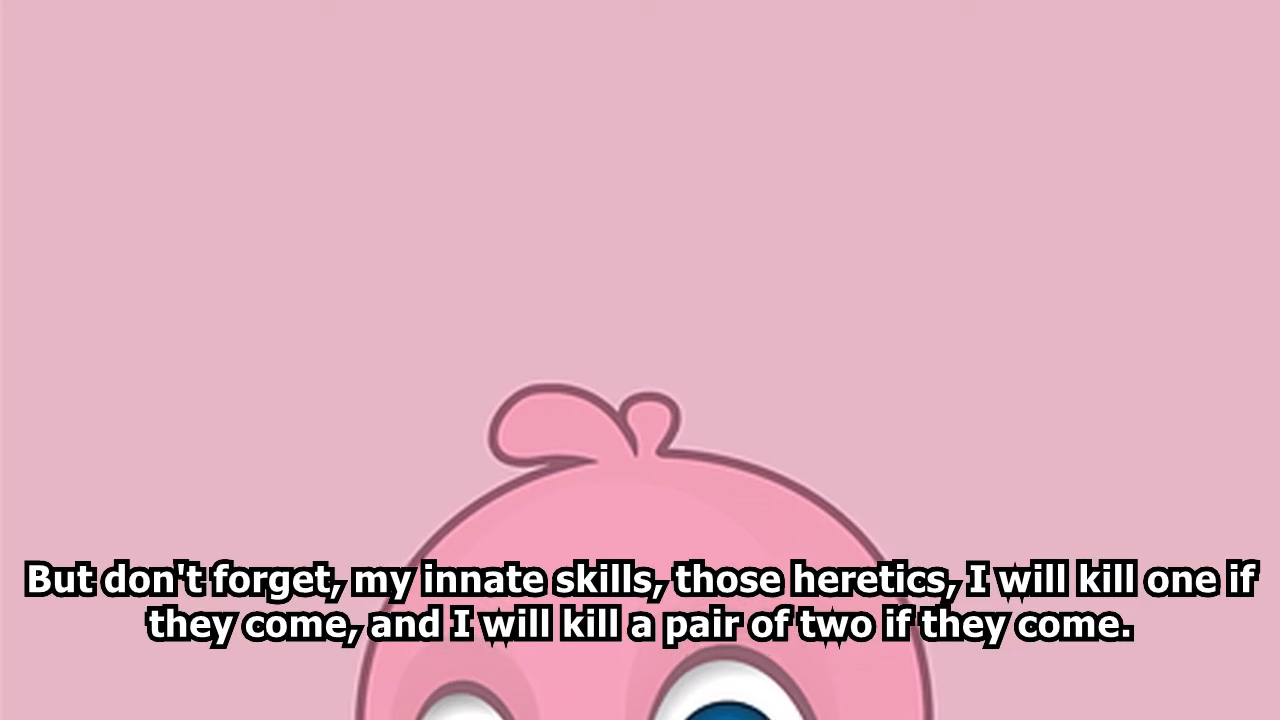 But don't forget, my innate skills, those heretics, I will kill one if
they come, and I will kill a pair of two if they come.